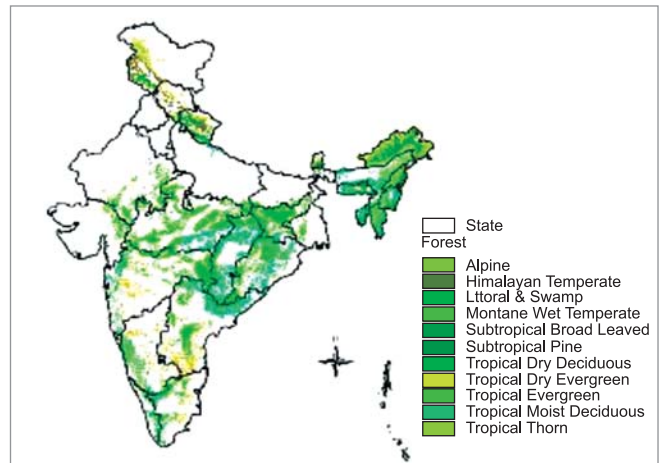 State
Forest
Alpine
Himalayan Temperate
Lttoral & Swamp
Montane Wet Temperate
Subtropical Broad Leaved
Subtropical Pine
Tropical Dry Deciduous
Tropical Dry Evergreen
Tropical Evergreen
Tropical Moist Deciduous
Tropical Thorn